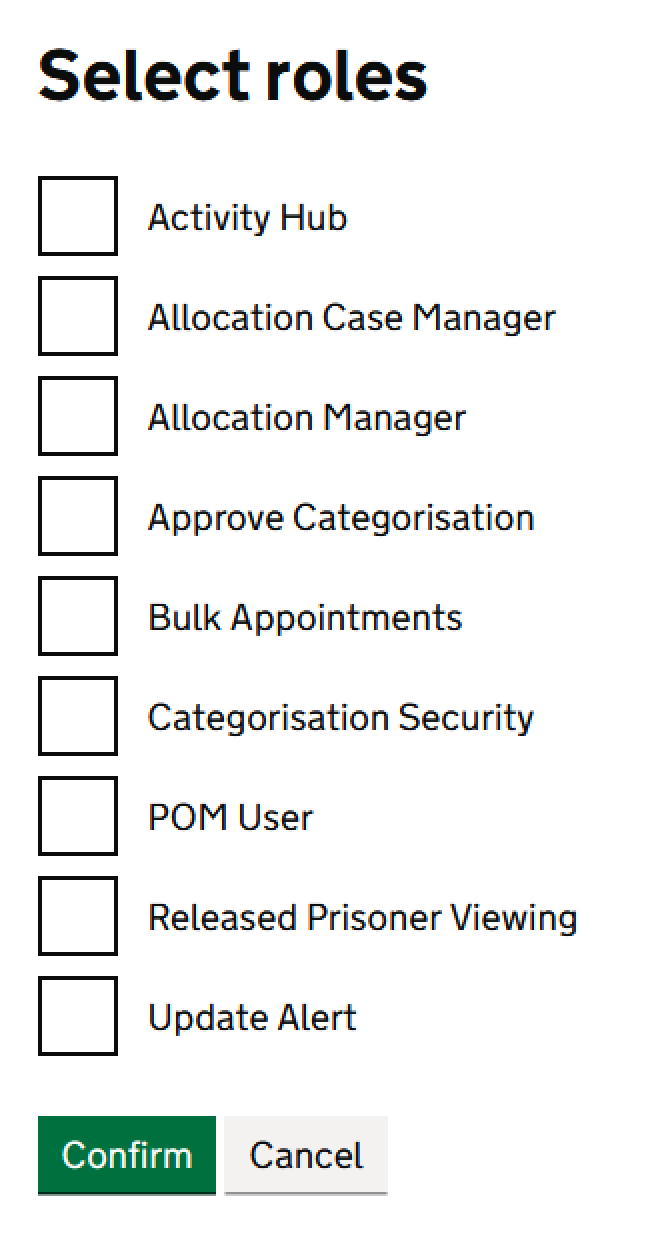 Select roles
Activity Hub
Allocation Case Manager
Allocation Manager
Approve Categorisation
Bulk Appointments
Categorisation Security
POM User
Released Prisoner Viewing
Update Alert
Confirm Cancel